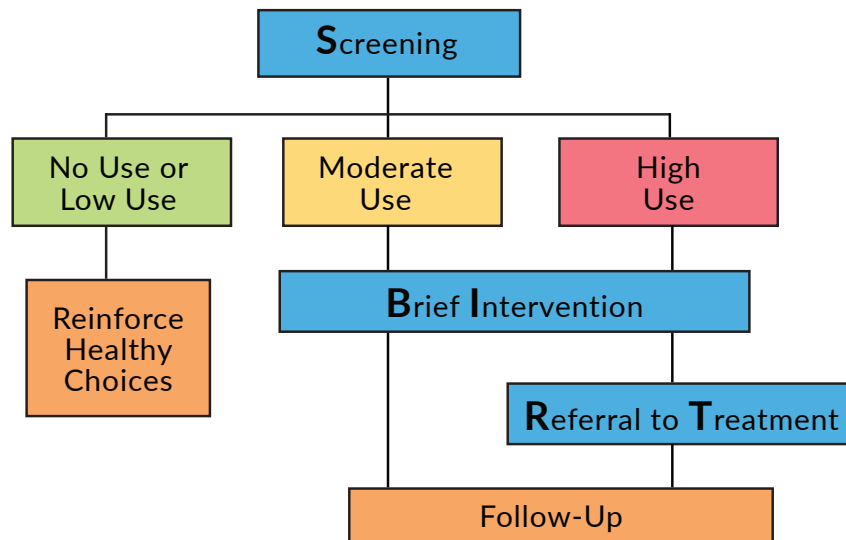 Screening
No Use or
Low Use
Moderate
Use
High
Use
Brief Intervention
Reinforce
Healthy
Choices
Referral to Treatment
Follow-Up